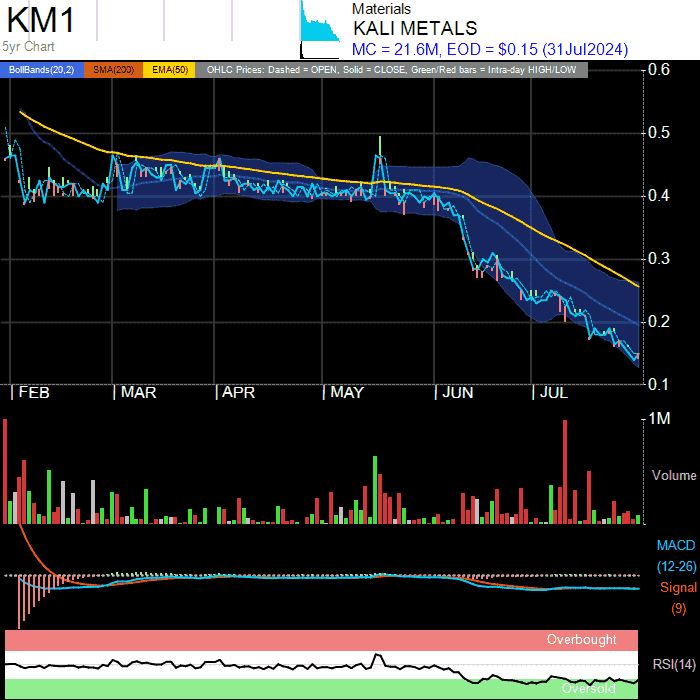 KM1
5yr Chart
Materials
KALI METALS
MC = 21.6M, EOD = $0.15 (31Jul2024)
BollBands(20,2) SMA(200) EMA(50) OHLC Prices: Dashed = OPEN, Solid = CLOSE, Green/Red bars = Intra-day HIGH/LOW
0.6
0.5
0.4
0.3
0.2
0.1
FEB MAR APR MAY JUN JUL
1M
Volume
MACD
(12-26)
Signal
(9)
Overbought
RSI(14)
Oversold